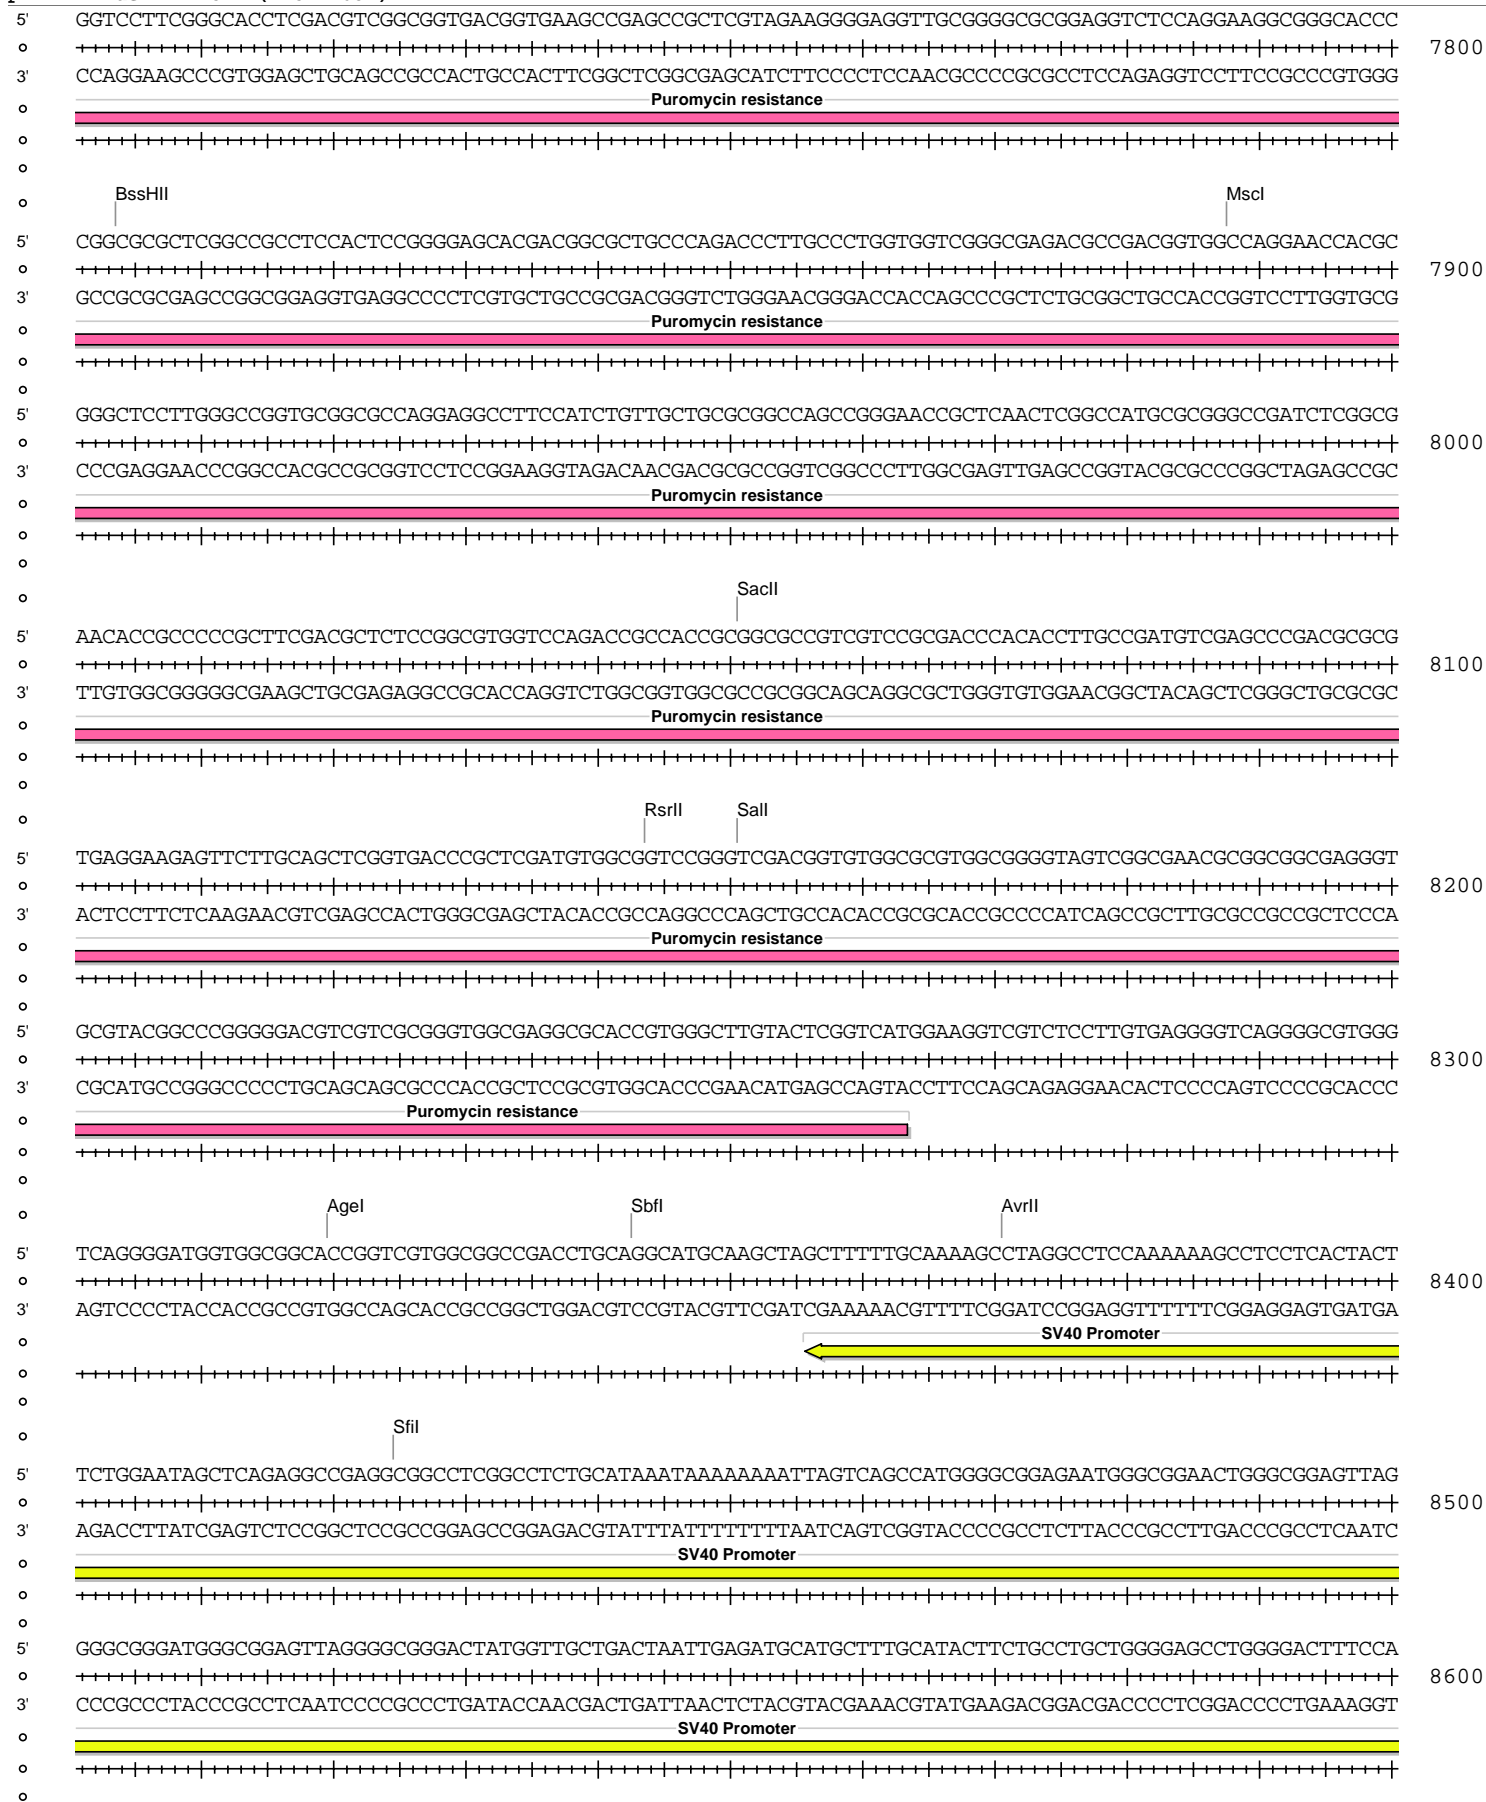 5' GGTCCTTCGGGCACCTCGACGTCGGCGGTGACGGTGAAGCCGAGCCGCTCGTAGAAGGGGAGGTTGCGGGGCGCGGAGGTCTCCAGGAAGGCGGGCACCC
7800
3' CCAGGAAGCCCGTGGAGCTGCAGCCGCCACTGCCACTTCGGCTCGGCGAGCATCTTCCCCTCCAACGCCCCGCGCCTCCAGAGGTCCTTCCGCCCGTGGG
Puromycin resistance
BssHII MscI
5' CGGCGCGCTCGGCCGCCTCCACTCCGGGGAGCACGACGGCGCTGCCCAGACCCTTGCCCTGGTGGTCGGGCGAGACGCCGACGGTGGCCAGGAACCACGC
7900
3' GCCGCGCGAGCCGGCGGAGGTGAGGCCCCTCGTGCTGCCGCGACGGGTCTGGGAACGGGACCACCAGCCCGCTCTGCGGCTGCCACCGGTCCTTGGTGCG
Puromycin resistance
5' GGGCTCCTTGGGCCGGTGCGGCGCCAGGAGGCCTTCCATCTGTTGCTGCGCGGCCAGCCGGGAACCGCTCAACTCGGCCATGCGCGGGCCGATCTCGGCG
8000
3' CCCGAGGAACCCGGCCACGCCGCGGTCCTCCGGAAGGTAGACAACGACGCGCCGGTCGGCCCTTGGCGAGTTGAGCCGGTACGCGCCCGGCTAGAGCCGC
Puromycin resistance
SacII
5' AACACCGCCCCCGCTTCGACGCTCTCCGGCGTGGTCCAGACCGCCACCGCGGCGCCGTCGTCCGCGACCCACACCTTGCCGATGTCGAGCCCGACGCGCG
8100
3' TTGTGGCGGGGGCGAAGCTGCGAGAGGCCGCACCAGGTCTGGCGGTGGCGCCGCGGCAGCAGGCGCTGGGTGTGGAACGGCTACAGCTCGGGCTGCGCGC
Puromycin resistance
RsrII SalI
5' TGAGGAAGAGTTCTTGCAGCTCGGTGACCCGCTCGATGTGGCGGTCCGGGTCGACGGTGTGGCGCGTGGCGGGGTAGTCGGCGAACGCGGCGGCGAGGGT
8200
3' ACTCCTTCTCAAGAACGTCGAGCCACTGGGCGAGCTACACCGCCAGGCCCAGCTGCCACACCGCGCACCGCCCCATCAGCCGCTTGCGCCGCCGCTCCCA
Puromycin resistance
5' GCGTACGGCCCGGGGGACGTCGTCGCGGGTGGCGAGGCGCACCGTGGGCTTGTACTCGGTCATGGAAGGTCGTCTCCTTGTGAGGGGTCAGGGGCGTGGG
8300
3' CGCATGCCGGGCCCCCTGCAGCAGCGCCCACCGCTCCGCGTGGCACCCGAACATGAGCCAGTACCTTCCAGCAGAGGAACACTCCCCAGTCCCCGCACCC
Puromycin resistance
AgeI SbfI AvrII
5' TCAGGGGATGGTGGCGGCACCGGTCGTGGCGGCCGACCTGCAGGCATGCAAGCTAGCTTTTTGCAAAAGCCTAGGCCTCCAAAAAAGCCTCCTCACTACT
8400
3' AGTCCCCTACCACCGCCGTGGCCAGCACCGCCGGCTGGACGTCCGTACGTTCGATCGAAAAACGTTTTCGGATCCGGAGGTTTTTTCGGAGGAGTGATGA
SV40 Promoter
SfiI
5' TCTGGAATAGCTCAGAGGCCGAGGCGGCCTCGGCCTCTGCATAAATAAAAAAAATTAGTCAGCCATGGGGCGGAGAATGGGCGGAACTGGGCGGAGTTAG
8500
3' AGACCTTATCGAGTCTCCGGCTCCGCCGGAGCCGGAGACGTATTTATTTTTTTTAATCAGTCGGTACCCCGCCTCTTACCCGCCTTGACCCGCCTCAATC
SV40 Promoter
5' GGGCGGGATGGGCGGAGTTAGGGGCGGGACTATGGTTGCTGACTAATTGAGATGCATGCTTTGCATACTTCTGCCTGCTGGGGAGCCTGGGGACTTTCCA
8600
3' CCCGCCCTACCCGCCTCAATCCCCGCCCTGATACCAACGACTGATTAACTCTACGTACGAAACGTATGAAGACGGACGACCCCTCGGACCCCTGAAAGGT
SV40 Promoter